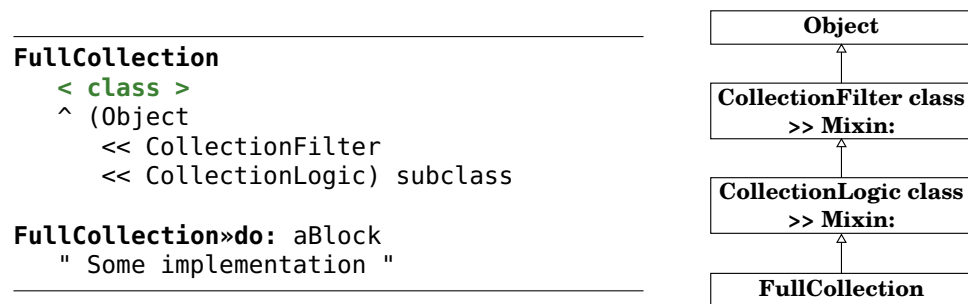 FullCollection
< class >
^ (Object
<< CollectionFilter
<< CollectionLogic) subclass
FullCollection»do: aBlock
" Some implementation "
Object
CollectionFilter class
>> Mixin:
CollectionLogic class
>> Mixin:
FullCollection